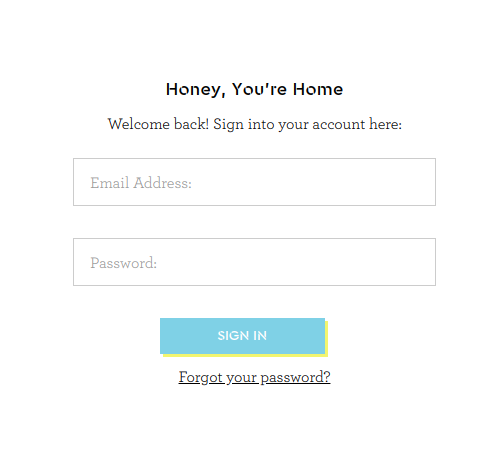 Honey, You're Home
Welcome back! Sign into your account here:
Email Address:
Password:
SIGN IN
Forgot your password?